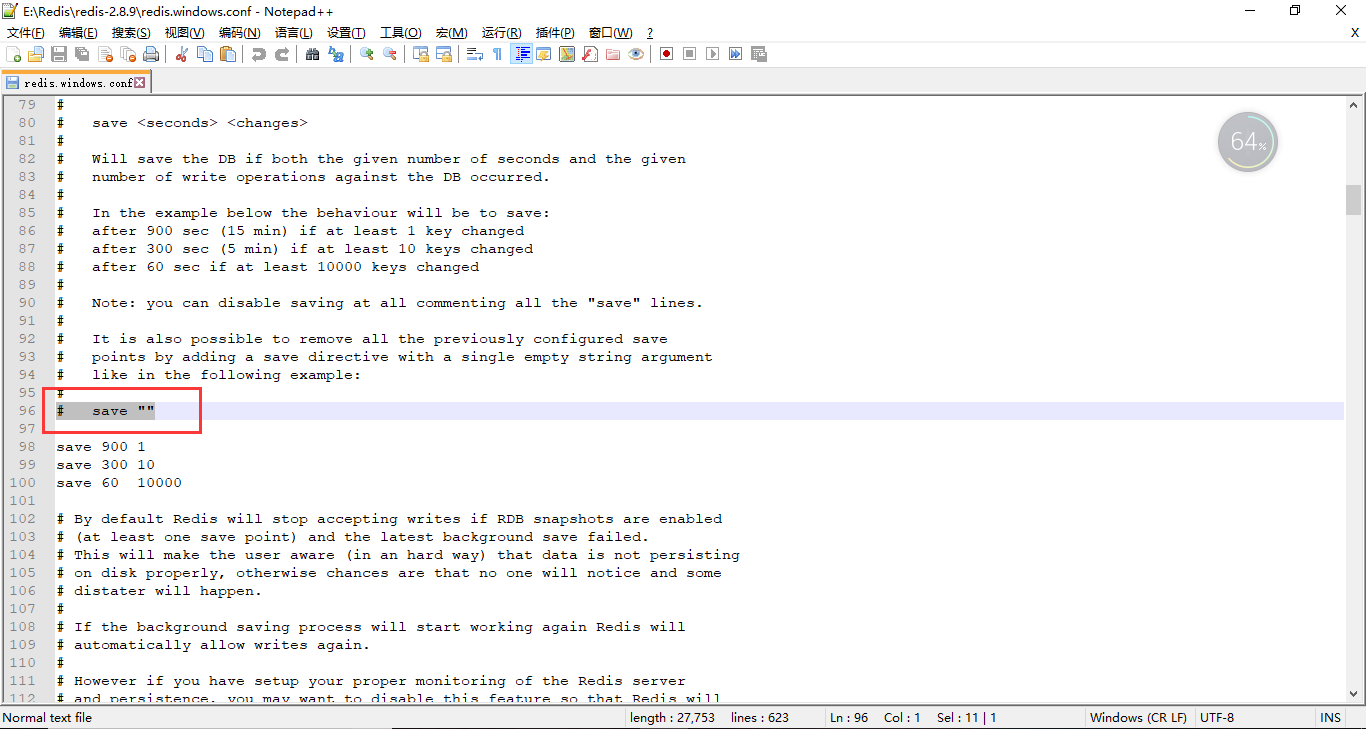 E:\Redis\redis-2.8.9\redis.windows.conf - Notepad++
文件(F) 编辑(E) 搜索(S) 视图(V) 编码(N) 语言(L) 设置(T) 工具(O) 宏(M) 运行(R) 插件(P) 窗口(W) ? X
redis.windows.conf
79 #
80 #   save <seconds> <changes>
81 #
82 #   Will save the DB if both the given number of seconds and the given
83 #   number of write operations against the DB occurred.
84 #
85 #   In the example below the behaviour will be to save:
86 #   after 900 sec (15 min) if at least 1 key changed
87 #   after 300 sec (5 min) if at least 10 keys changed
88 #   after 60 sec if at least 10000 keys changed
89 #
90 #   Note: you can disable saving at all commenting all the "save" lines.
91 #
92 #   It is also possible to remove all the previously configured save
93 #   points by adding a save directive with a single empty string argument
94 #   like in the following example:
95 #
96 #   save ""
97
98 save 900 1
99 save 300 10
100 save 60  10000
101
102 # By default Redis will stop accepting writes if RDB snapshots are enabled
103 # (at least one save point) and the latest background save failed.
104 # This will make the user aware (in an hard way) that data is not persisting
105 # on disk properly, otherwise chances are that no one will notice and some
106 # distater will happen.
107 #
108 # If the background saving process will start working again Redis will
109 # automatically allow writes again.
110 #
111 # However if you have setup your proper monitoring of the Redis server
112 # and persistence, you may want to disable this feature so that Redis will
64%
Normal text file length : 27,753 lines : 623 Ln : 96 Col : 1 Sel : 11 | 1 Windows (CR LF) UTF-8 INS